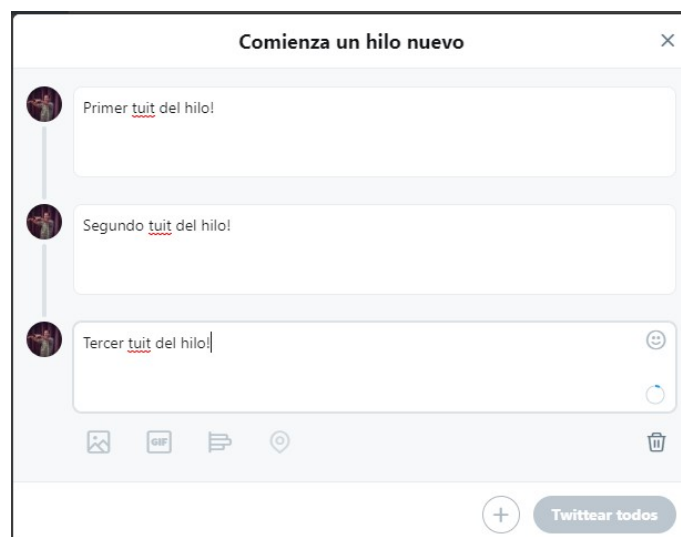 Comienza un hilo nuevo
Primer tuit del hilo!
Segundo tuit del hilo!
Tercer tuit del hilo!
GIF
Twittear todos